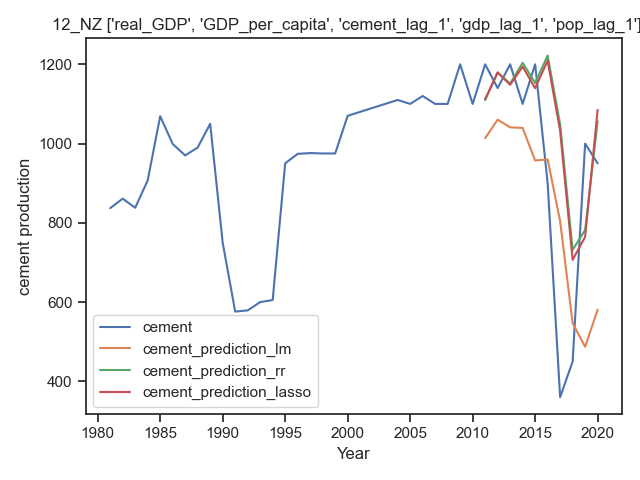 12_NZ ['real_GDP', 'GDP_per_capita', 'cement_lag_1', 'gdp_lag_1', 'pop_lag_1']
cement production
1200
1000
800
600
400
cement
cement_prediction_lm
cement_prediction_rr
cement_prediction_lasso
1980 1985 1990 1995 2000 2005 2010 2015 2020
Year